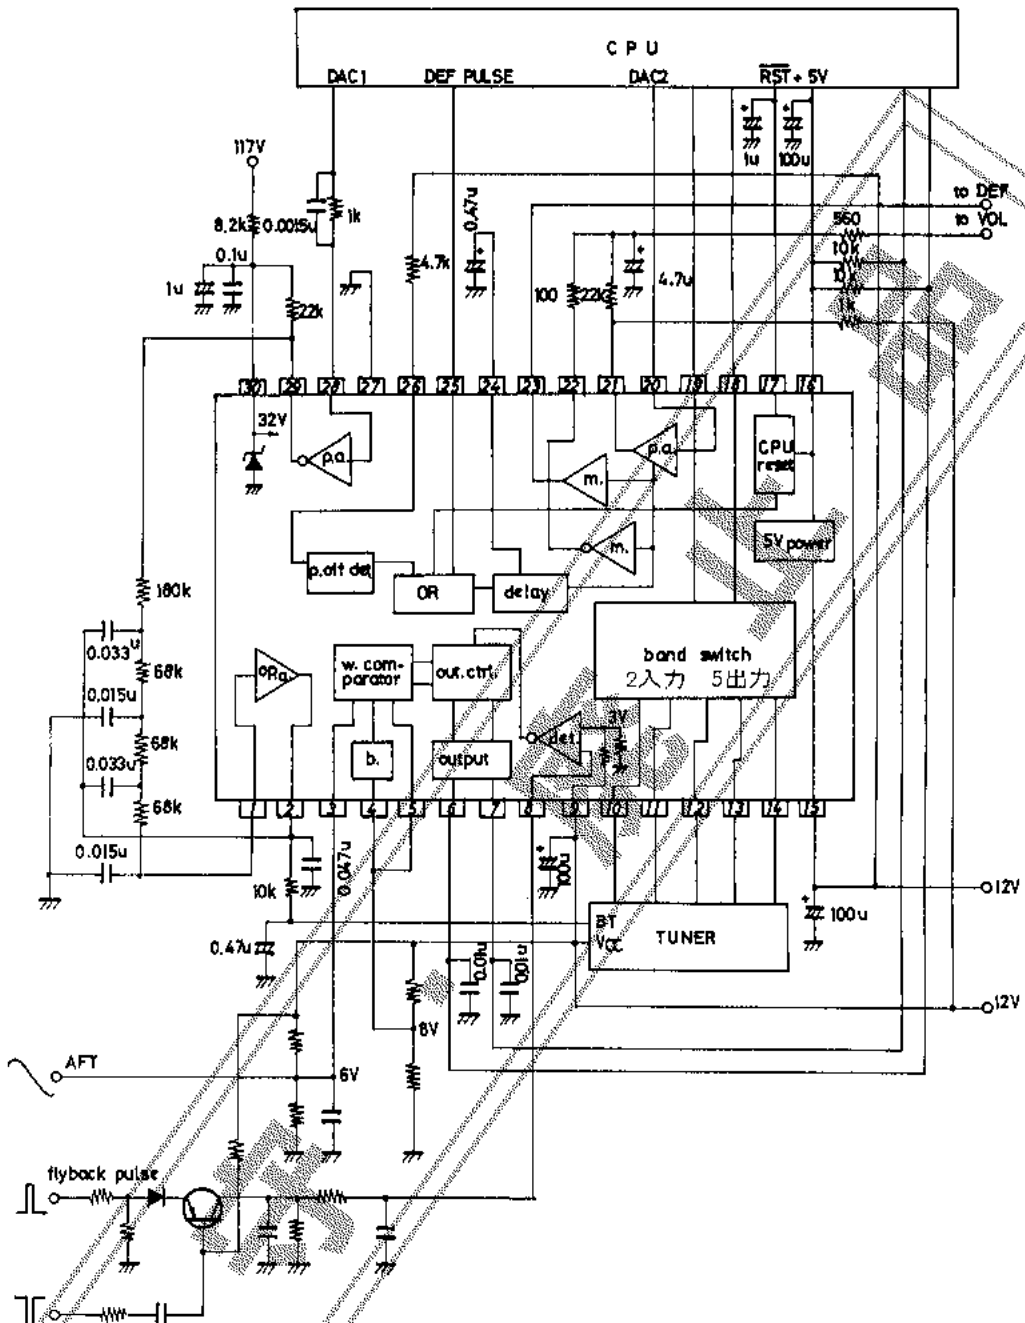 CPU
DAC1 DEF PULSE DAC2 RST + 5V
117V
8.2k
0.0015u
1k
0.1u
1u
22k
4.7k
0.47u
+
1u
+
100u
+
to DEF
to VOL
560
10k
10k
1k
100
22k
+
4.7u
30 29 28 27 26 25 24 23 22 21 20 19 18 17 16
32V
p.a.
p.a.
m.
m.
CPU
reset
5V power
p.off det.
OR
delay
180k
0.033u
68k
0.015u
68k
0.033u
68k
0.015u
OP.a.
w. com-
parator
out.ctrl.
b.
output
det.
3V
band switch
2入力 5出力
1 2 3 4 5 6 7 8 9 10 11 12 13 14 15
0.047u
10k
+
100u
0.47u
BT
VCC
TUNER
+
100u
12V
12V
0.01u
0.01u
8V
AFT
6V
flyback pulse